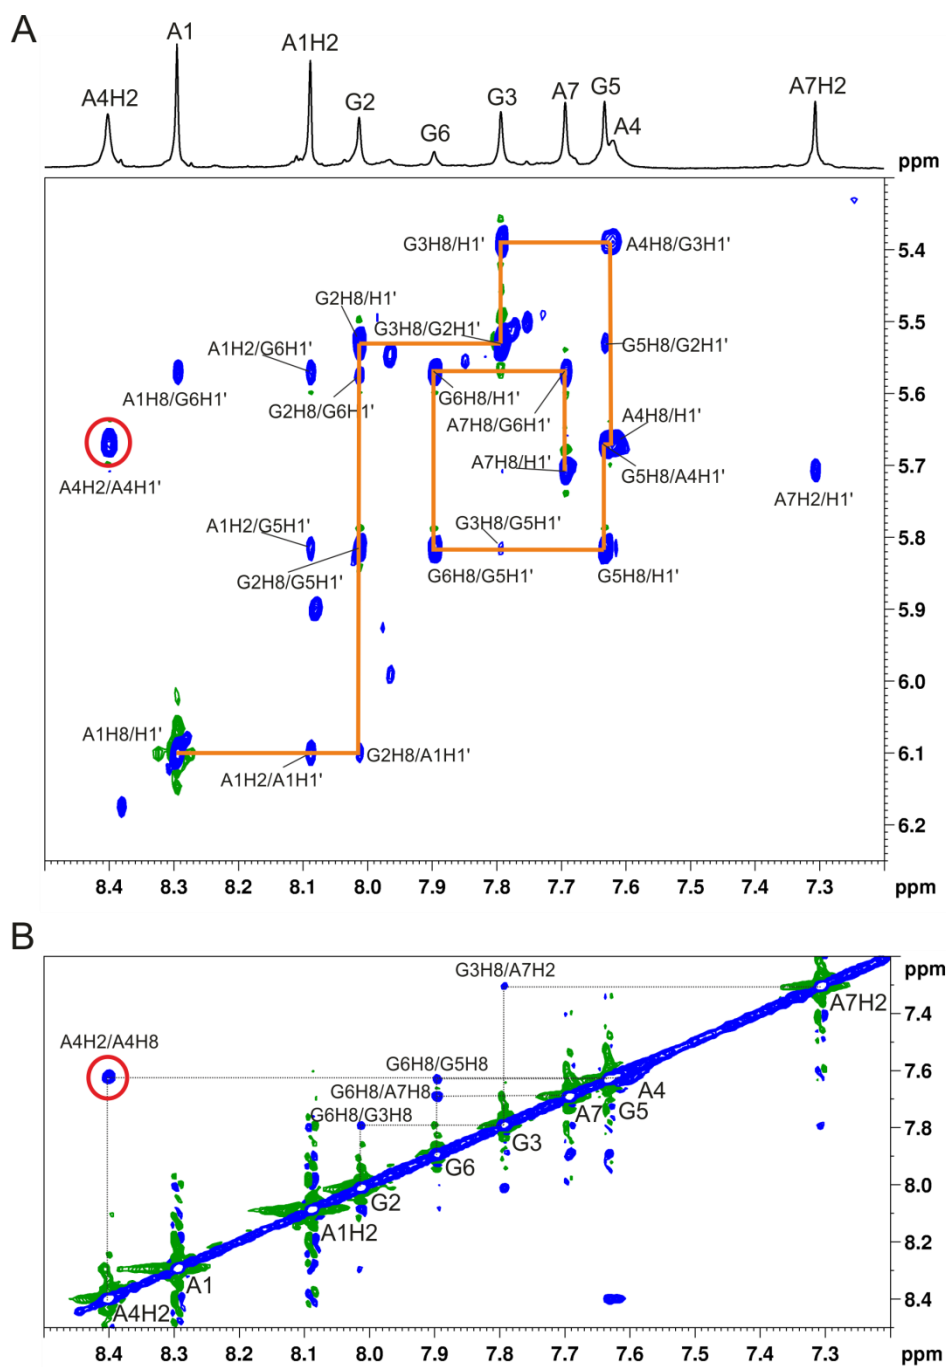 A
A4H2
A1
A1H2
G2
G6
G3
A7
G5
A4
A7H2
ppm
G3H8/H1'
A4H8/G3H1'
5.4
G2H8/H1'
G3H8/G2H1'
5.5
A1H2/G6H1'
G5H8/G2H1'
A1H8/G6H1'
G2H8/G6H1'
G6H8/H1'
5.6
A7H8/G6H1'
A4H8/H1'
A7H8/H1'
G5H8/A4H1'
A4H2/A4H1'
5.7
A7H2/H1'
A1H2/G5H1'
G3H8/G5H1'
5.8
G2H8/G5H1'
G6H8/G5H1'
G5H8/H1'
5.9
6.0
A1H8/H1'
A1H2/A1H1'
G2H8/A1H1'
6.1
6.2
8.4 8.3 8.2 8.1 8.0 7.9 7.8 7.7 7.6 7.5 7.4 7.3 ppm
B
G3H8/A7H2
ppm
A7H2
7.4
A4H2/A4H8
G6H8/G5H8
7.6
G6H8/A7H8
A4
G6H8/G3H8
A7
G5
7.8
G3
G6
G2
8.0
A1H2
8.2
A1
A4H2
8.4
8.4 8.3 8.2 8.1 8.0 7.9 7.8 7.7 7.6 7.5 7.4 7.3 ppm